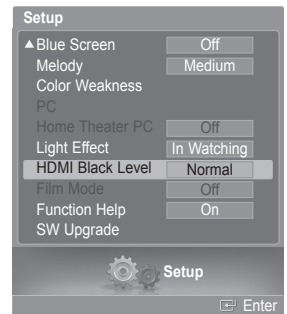 Setup
▲Blue Screen Off
Melody Medium
Color Weakness
PC
Home Theater PC Off
Light Effect In Watching
HDMI Black Level Normal
Film Mode Off
Function Help On
SW Upgrade
Setup
Enter